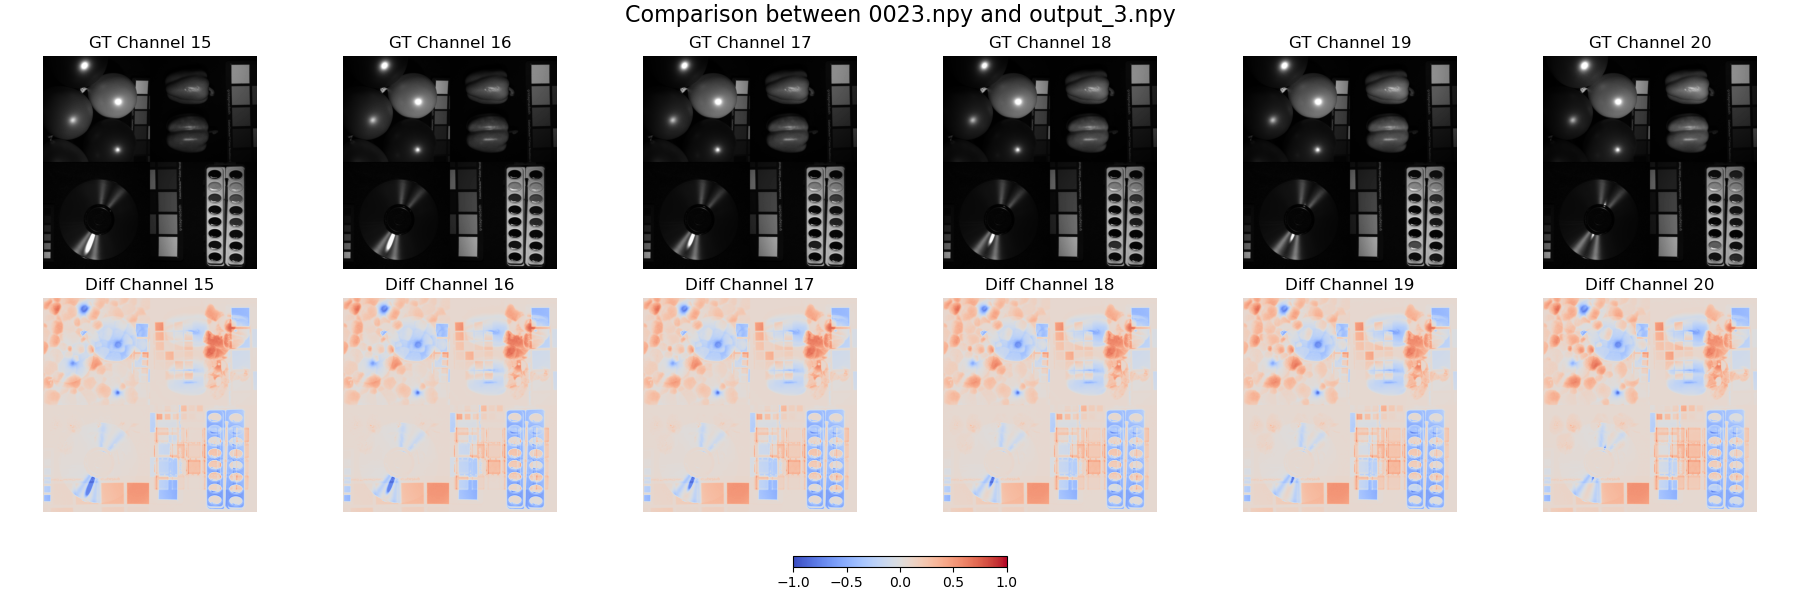 Comparison between 0023.npy and output_3.npy
GT Channel 15
GT Channel 16
GT Channel 17
GT Channel 18
GT Channel 19
GT Channel 20
Diff Channel 15
Diff Channel 16
Diff Channel 17
Diff Channel 18
Diff Channel 19
Diff Channel 20
−1.0
−0.5
0.0
0.5
1.0